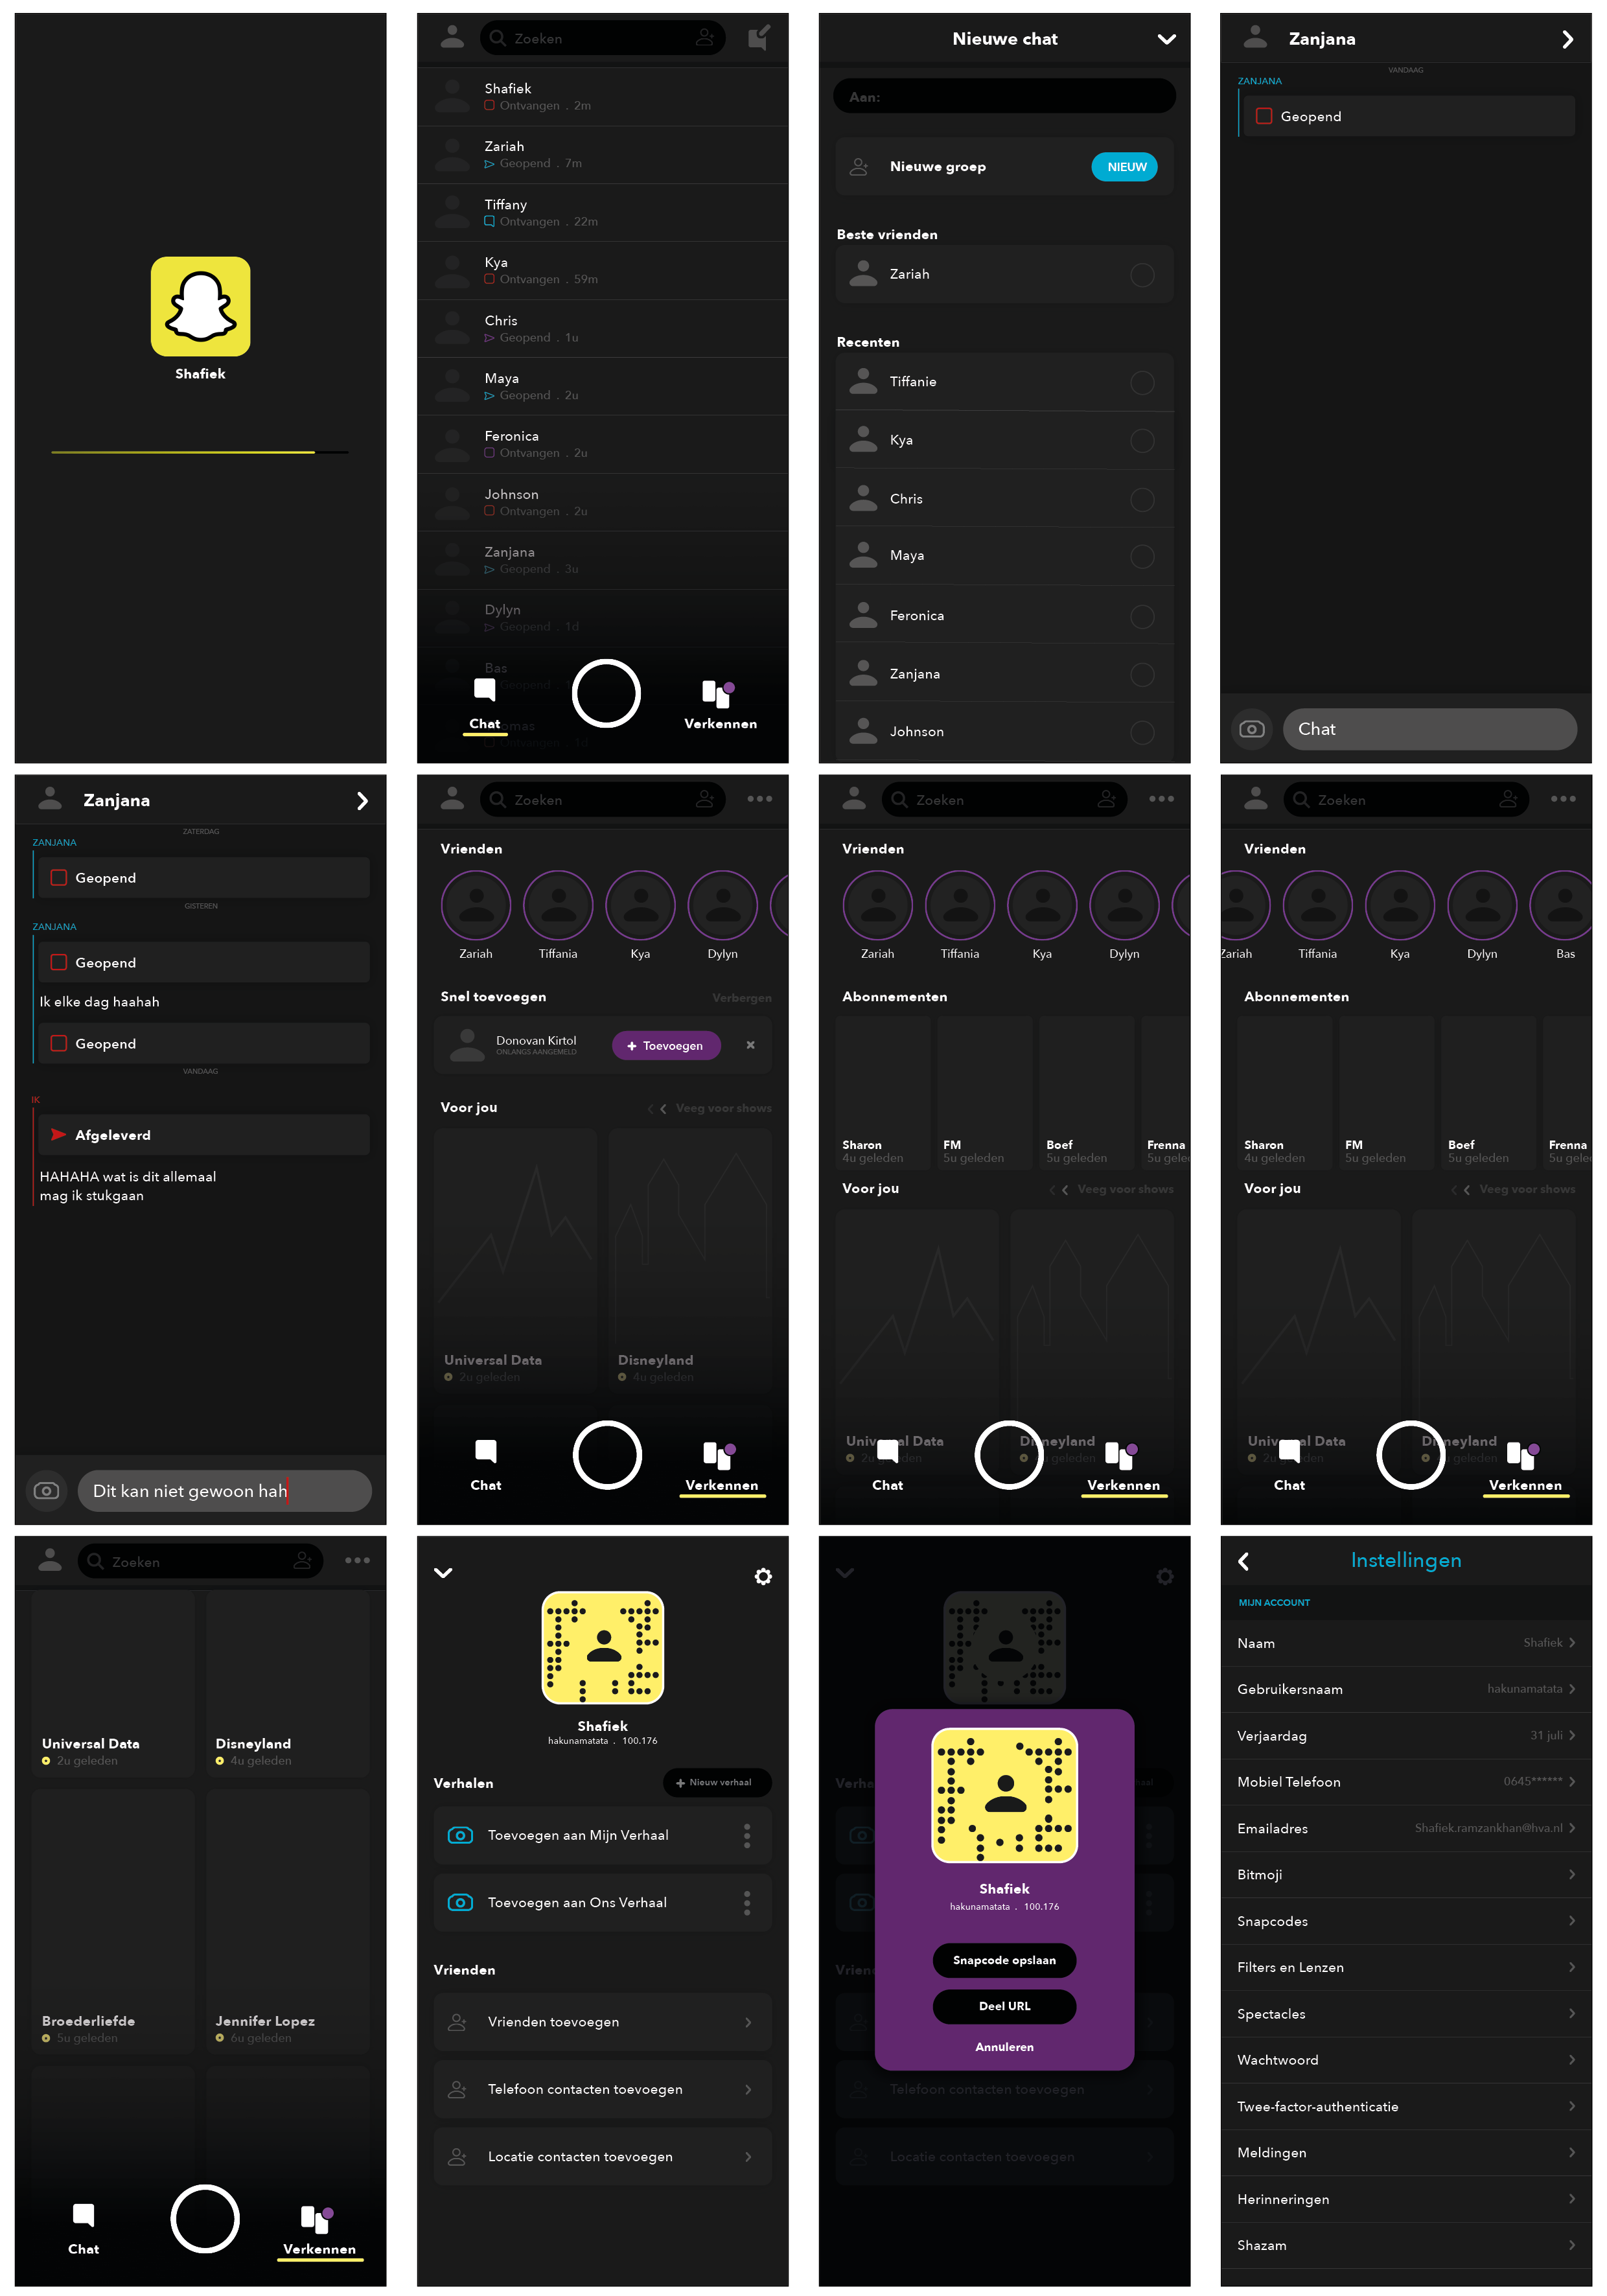 Shafiek
Zoeken
Shafiek
Ontvangen . 2m
Zariah
Geopend . 7m
Tiffany
Ontvangen . 22m
Kya
Ontvangen . 59m
Chris
Geopend . 1u
Maya
Geopend . 2u
Feronica
Ontvangen . 2u
Johnson
Ontvangen . 2u
Zanjana
Geopend . 3u
Dylyn
Geopend . 1d
Bas
Chat
Verkennen
Nieuwe chat
Aan:
Nieuwe groep
NIEUW
Beste vrienden
Zariah
Recenten
Tiffanie
Kya
Chris
Maya
Feronica
Zanjana
Johnson
Zanjana
VANDAAG
ZANJANA
Geopend
Chat
Zanjana
ZATERDAG
ZANJANA
Geopend
GISTEREN
ZANJANA
Geopend
Ik elke dag haahah
Geopend
VANDAAG
IK
Afgeleverd
HAHAHA wat is dit allemaal
mag ik stukgaan
Dit kan niet gewoon hah
Zoeken
Vrienden
Zariah Tiffania Kya Dylyn
Snel toevoegen Verbergen
Donovan Kirtol
ONLANGS AANGEMELD
+ Toevoegen
Voor jou Veeg voor shows
Universal Data Disneyland
2u geleden 4u geleden
Chat Verkennen
Zoeken
Vrienden
Zariah Tiffania Kya Dylyn
Abonnementen
Sharon FM Boef Frenna
4u geleden 5u geleden 5u geleden 5u gele
Voor jou Veeg voor shows
Data
Chat Verkennen
Zoeken
Vrienden
Zariah Tiffania Kya Dylyn Bas
Abonnementen
Sharon FM Boef Frenna
4u geleden 5u geleden 5u geleden 5u gele
Voor jou Veeg voor shows
Data
Chat Verkennen
Zoeken
Universal Data Disneyland
2u geleden 4u geleden
Broederliefde Jennifer Lopez
5u geleden 6u geleden
Chat Verkennen
Shafiek
hakunamatata . 100.176
Verhalen
+ Nieuw verhaal
Toevoegen aan Mijn Verhaal
Toevoegen aan Ons Verhaal
Vrienden
Vrienden toevoegen
Telefoon contacten toevoegen
Locatie contacten toevoegen
Shafiek
hakunamatata . 100.176
Snapcode opslaan
Deel URL
Annuleren
Telefoon contacten toevoegen
Locatie contacten toevoegen
Instellingen
MIJN ACCOUNT
Naam Shafiek
Gebruikersnaam hakunamatata
Verjaardag 31 juli
Mobiel Telefoon 0645******
Emailadres Shafiek.ramzankhan@hva.nl
Bitmoji
Snapcodes
Filters en Lenzen
Spectacles
Wachtwoord
Twee-factor-authenticatie
Meldingen
Herinneringen
Shazam